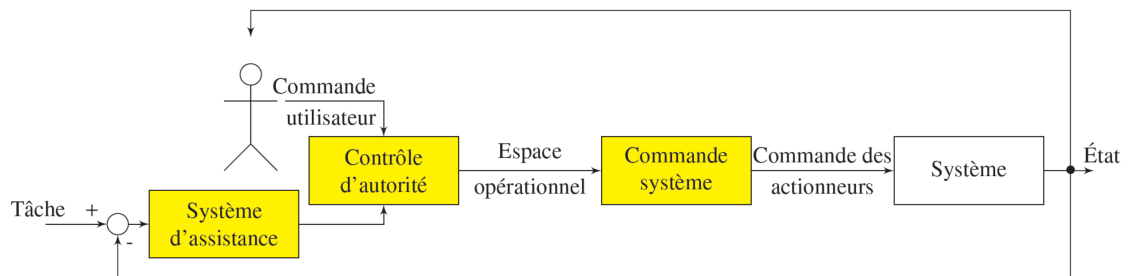 Commande
utilisateur
Contrôle
d'autorité
Espace
opérationnel
Commande
système
Commande des
actionneurs
Système
État
Tâche
+
-
Système
d'assistance